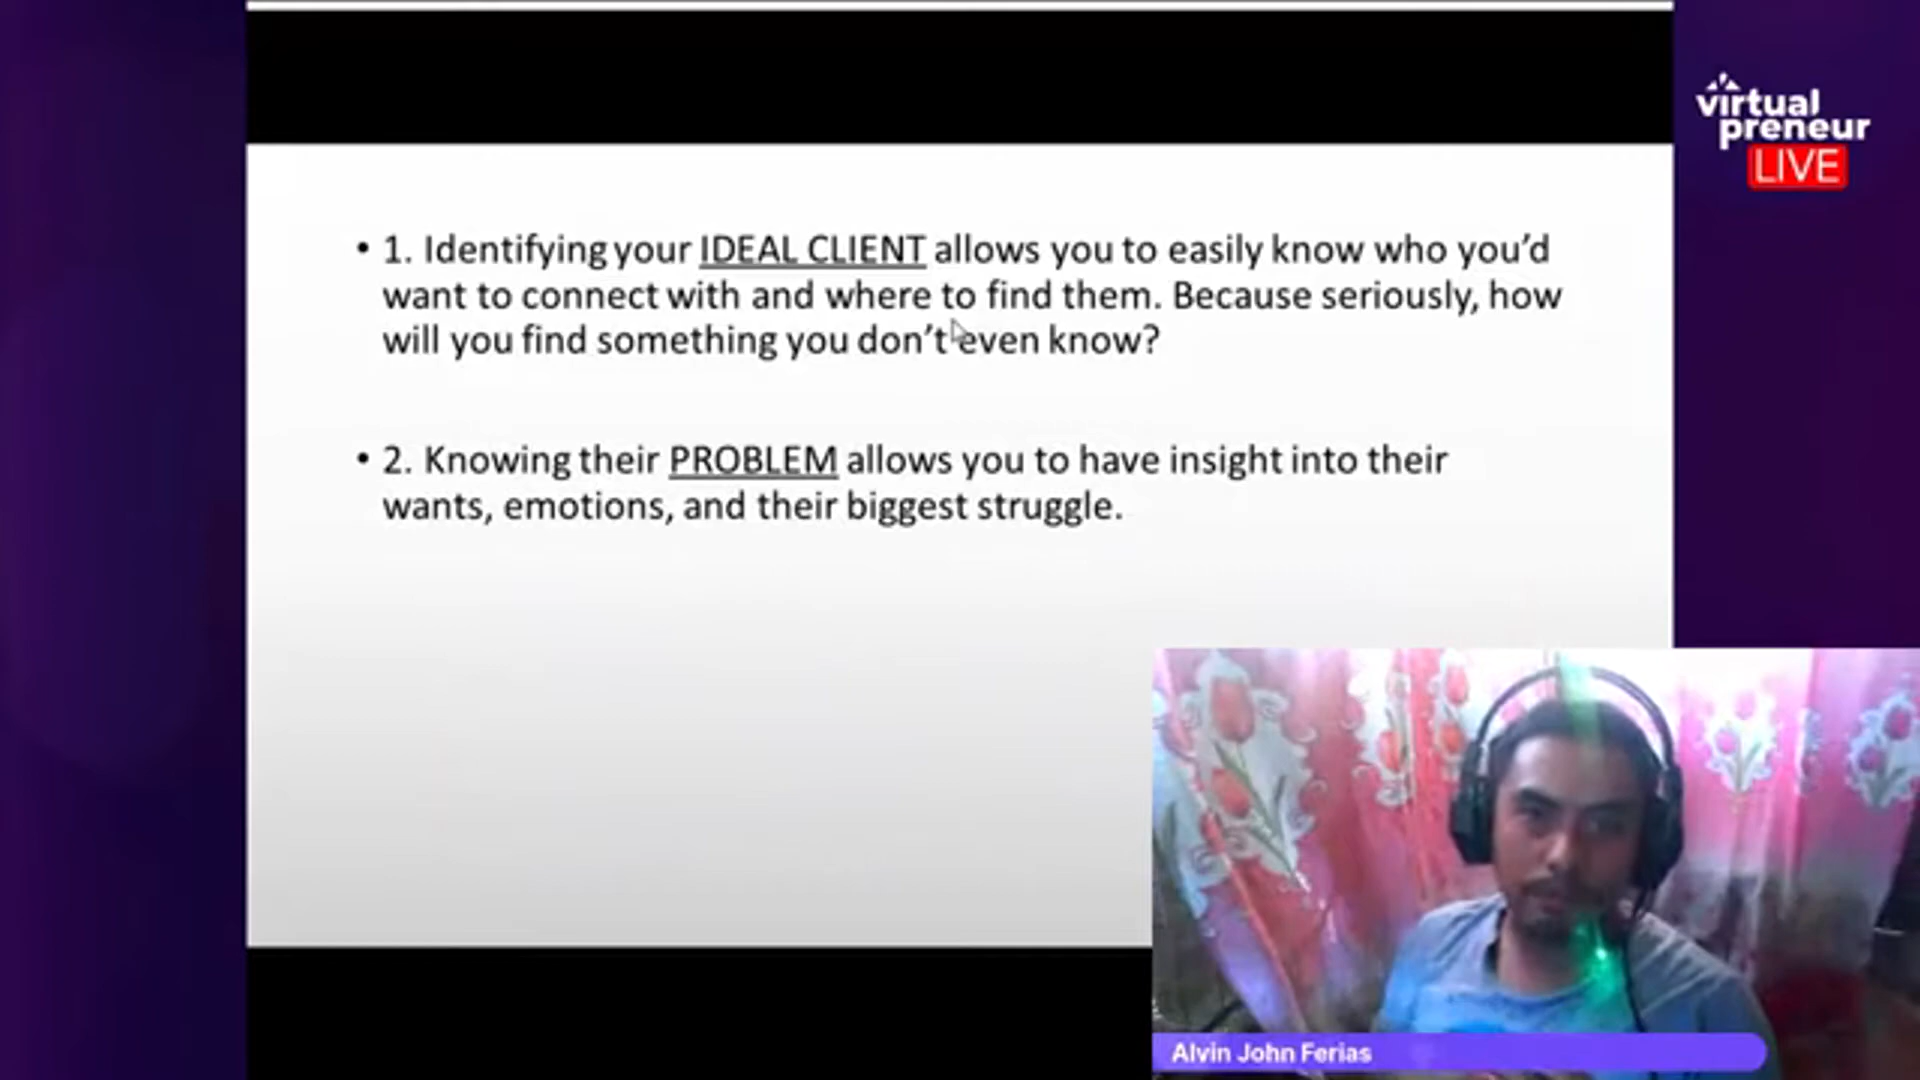 virtual
preneur
LIVE
• 1. Identifying your IDEAL CLIENT allows you to easily know who you’d
want to connect with and where to find them. Because seriously, how
will you find something you don’t even know?
• 2. Knowing their PROBLEM allows you to have insight into their
wants, emotions, and their biggest struggle.
Alvin John Ferias